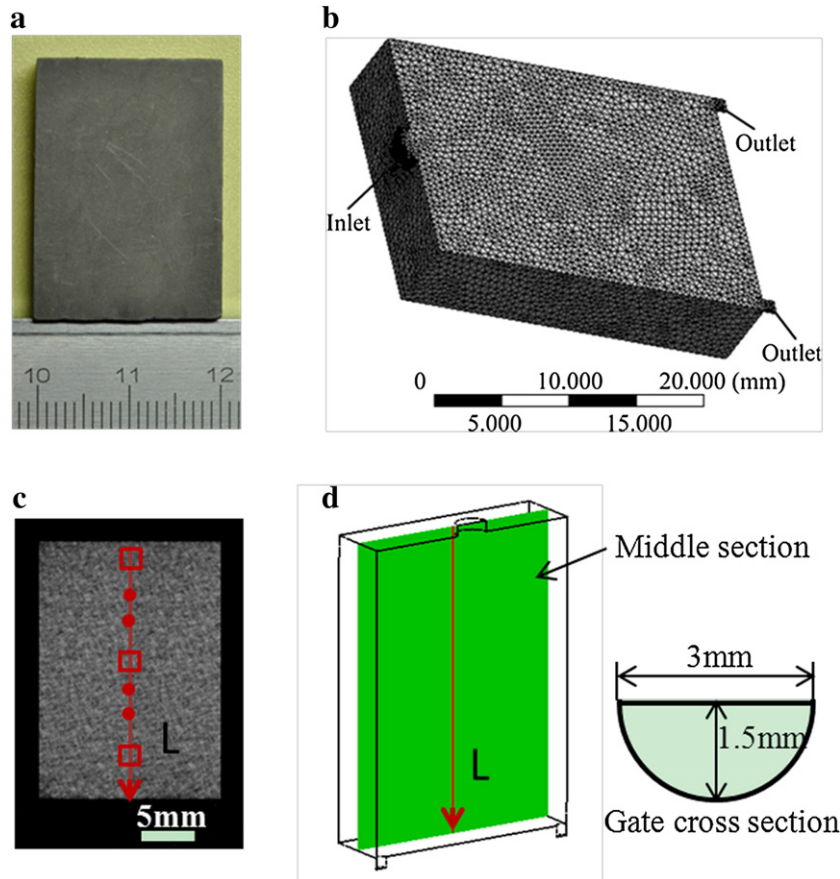 a
b
Outlet
Inlet
Outlet
0 10.000 20.000 (mm)
5.000 15.000
10 11 12
c
d
Middle section
3mm
1.5mm
L
L
5mm
Gate cross section